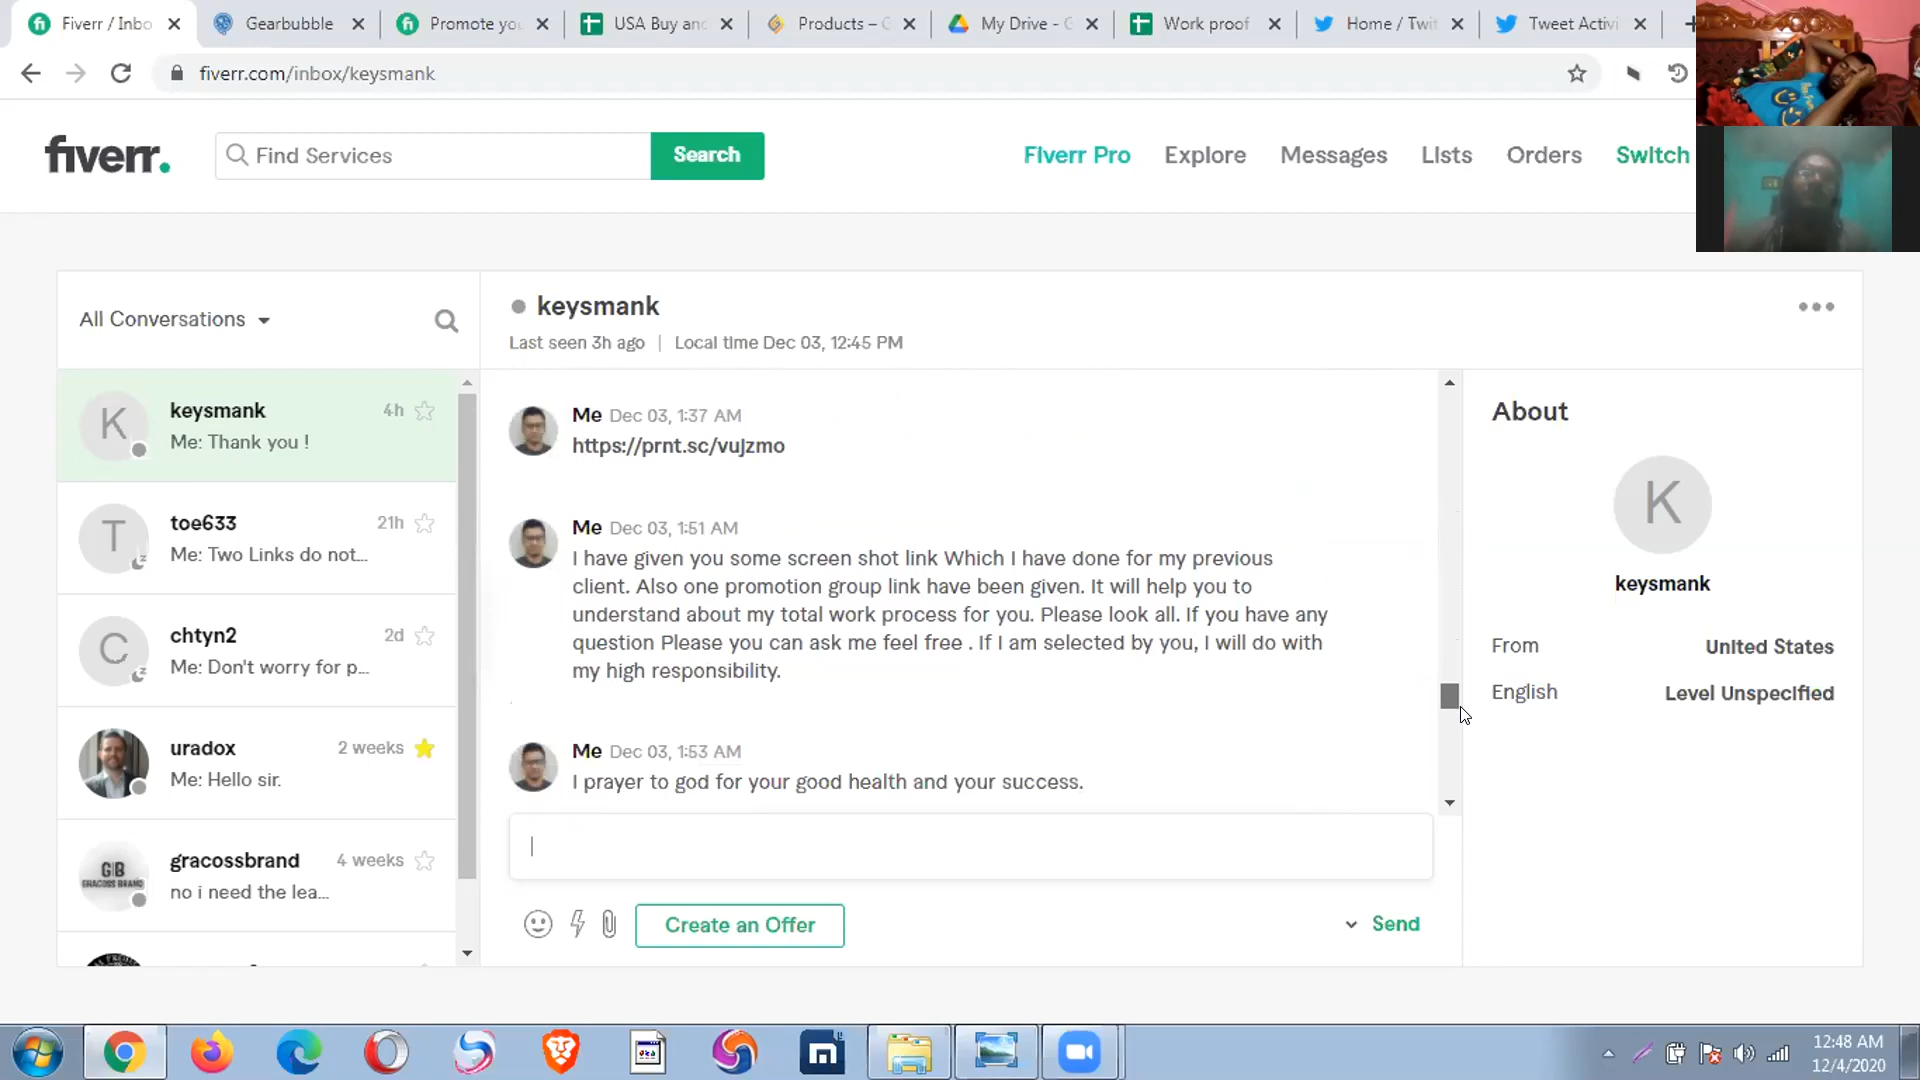 Fiverr / Inbo
Gearbubble
Promote you
USA Buy and
Products – G
My Drive - G
Work proof
Home / Twit
Tweet Activi
fiverr.com/inbox/keysmank
fiverr.
Find Services
Search
Fiverr Pro
Explore
Messages
Lists
Orders
Switch
All Conversations
keysmank
Last seen 3h ago | Local time Dec 03, 12:45 PM
K
keysmank
4h
Me: Thank you !
T
toe633
21h
Me: Two Links do not...
C
chtyn2
2d
Me: Don't worry for p...
uradox
2 weeks
Me: Hello sir.
GB
GRACOSS BRAND
gracossbrand
4 weeks
no i need the lea...
Me Dec 03, 1:37 AM
https://prnt.sc/vujzmo
Me Dec 03, 1:51 AM
I have given you some screen shot link Which I have done for my previous
client. Also one promotion group link have been given. It will help you to
understand about my total work process for you. Please look all. If you have any
question Please you can ask me feel free . If I am selected by you, I will do with
my high responsibility.
Me Dec 03, 1:53 AM
I prayer to god for your good health and your success.
Create an Offer
Send
About
K
keysmank
From
United States
English
Level Unspecified
12:48 AM
12/4/2020